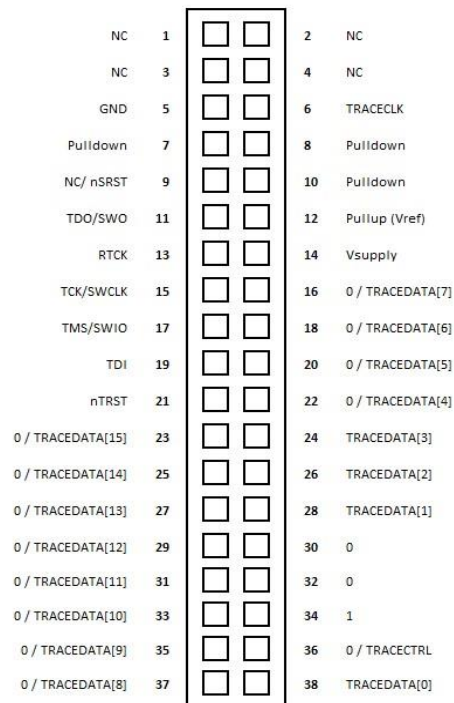 NC 1 2 NC
NC 3 4 NC
GND 5 6 TRACECLK
Pulldown 7 8 Pulldown
NC/ nSRST 9 10 Pulldown
TDO/SWO 11 12 Pullup (Vref)
RTCK 13 14 Vsupply
TCK/SWCLK 15 16 0 / TRACEDATA[7]
TMS/SWIO 17 18 0 / TRACEDATA[6]
TDI 19 20 0 / TRACEDATA[5]
nTRST 21 22 0 / TRACEDATA[4]
0 / TRACEDATA[15] 23 24 TRACEDATA[3]
0 / TRACEDATA[14] 25 26 TRACEDATA[2]
0 / TRACEDATA[13] 27 28 TRACEDATA[1]
0 / TRACEDATA[12] 29 30 0
0 / TRACEDATA[11] 31 32 0
0 / TRACEDATA[10] 33 34 1
0 / TRACEDATA[9] 35 36 0 / TRACECTRL
0 / TRACEDATA[8] 37 38 TRACEDATA[0]